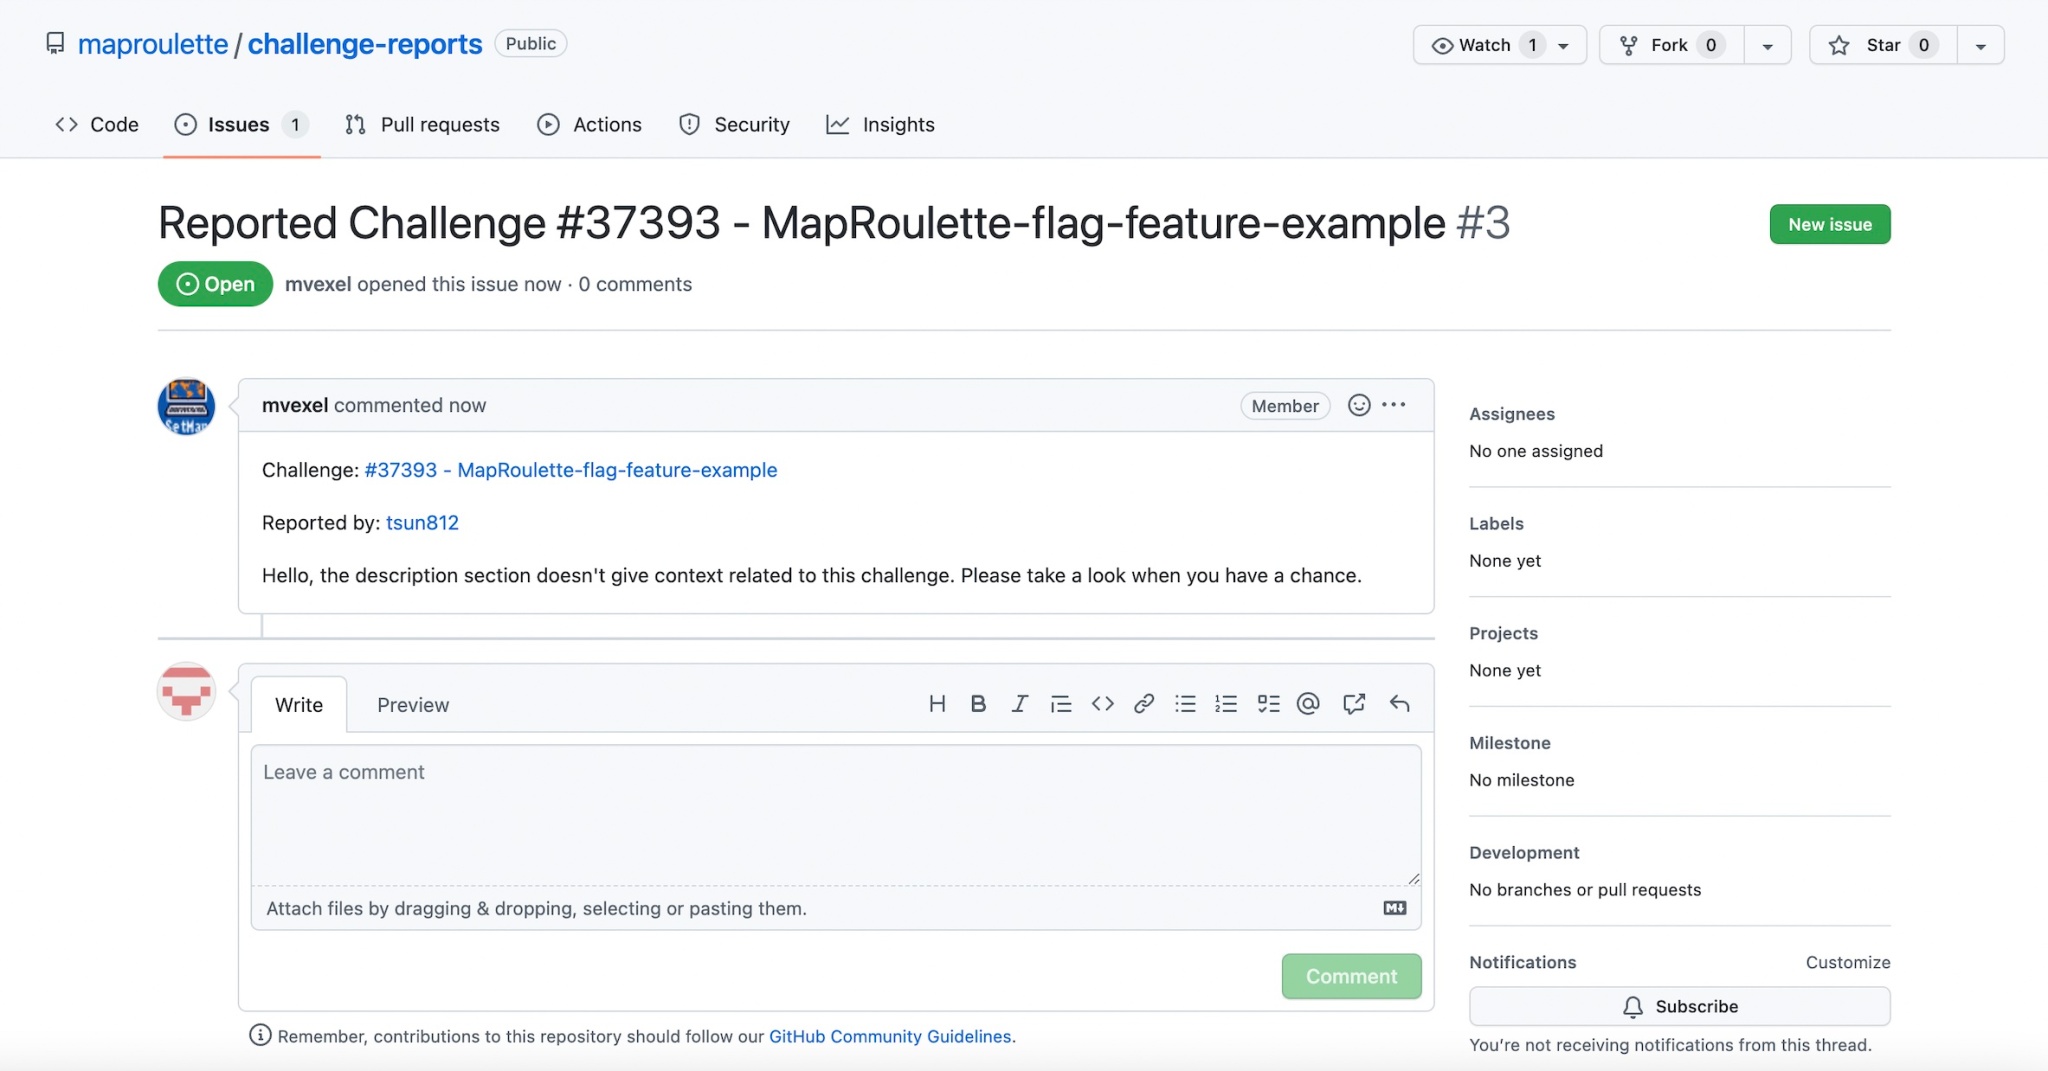 maproulette / challenge-reports Public
Watch 1
Fork 0
Star 0
Code
Issues 1
Pull requests
Actions
Security
Insights
Reported Challenge #37393 - MapRoulette-flag-feature-example #3
New issue
Open
mvexel opened this issue now · 0 comments
SetMap
mvexel commented now
Member
Challenge: #37393 - MapRoulette-flag-feature-example
Reported by: tsun812
Hello, the description section doesn't give context related to this challenge. Please take a look when you have a chance.
Write
Preview
Leave a comment
Attach files by dragging & dropping, selecting or pasting them.
Comment
Remember, contributions to this repository should follow our GitHub Community Guidelines.
Assignees
No one assigned
Labels
None yet
Projects
None yet
Milestone
No milestone
Development
No branches or pull requests
Notifications
Customize
Subscribe
You’re not receiving notifications from this thread.